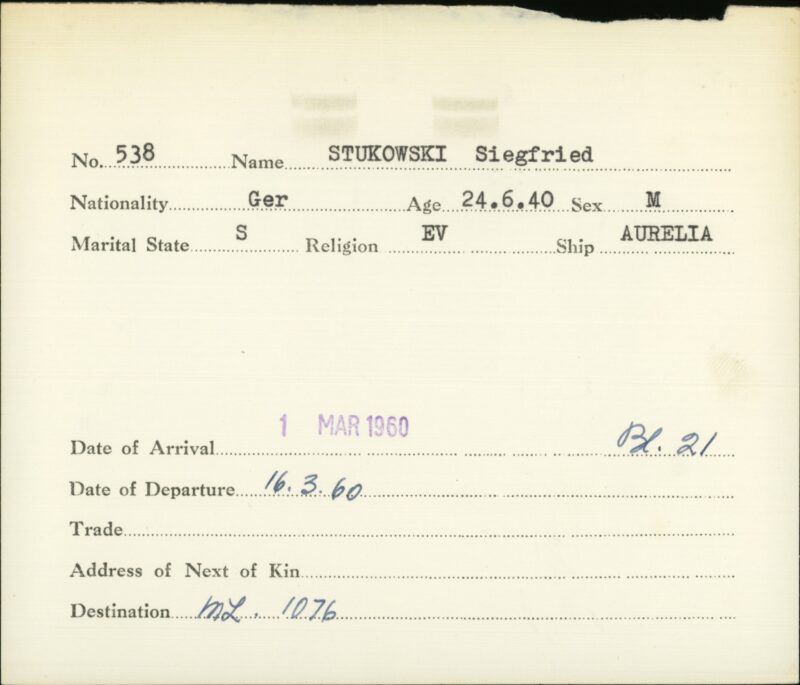 No. 538 Name STUKOWSKI Siegfried
Nationality Ger Age 24.6.40 Sex M
Marital State S Religion EV Ship AURELIA
Date of Arrival 1 MAR 1960 Bl. 21
Date of Departure 16.3.60
Trade
Address of Next of Kin
Destination ML. 1076